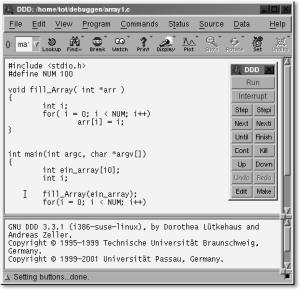 DDD: /home/tot/debuggen/array1.c
File Edit View Program Commands Status Source Data Help
(): ma'
Lookup Find» Break Watch Print Display Plot Show Rotate Set Undisp
#include <stdio.h>
#define NUM 100
void fill_Array( int *arr )
{
int i;
for( i = 0; i < NUM; i++)
arr[i] = i;
}
int main(int argc, char *argv[])
{
int ein_array[10];
int i;
fill_Array(ein_array);
for(i = 0; i < NUM; i++)
DDD
Run
Interrupt
Step Stepi
Next Nexti
Until Finish
Cont Kill
Up Down
Undo Redo
Edit Make
GNU DDD 3.3.1 (i386-suse-linux), by Dorothea Lütkehaus and
Andreas Zeller.
Copyright © 1995-1999 Technische Universität Braunschweig,
Germany.
Copyright © 1999-2001 Universität Passau, Germany.
Setting buttons...done.